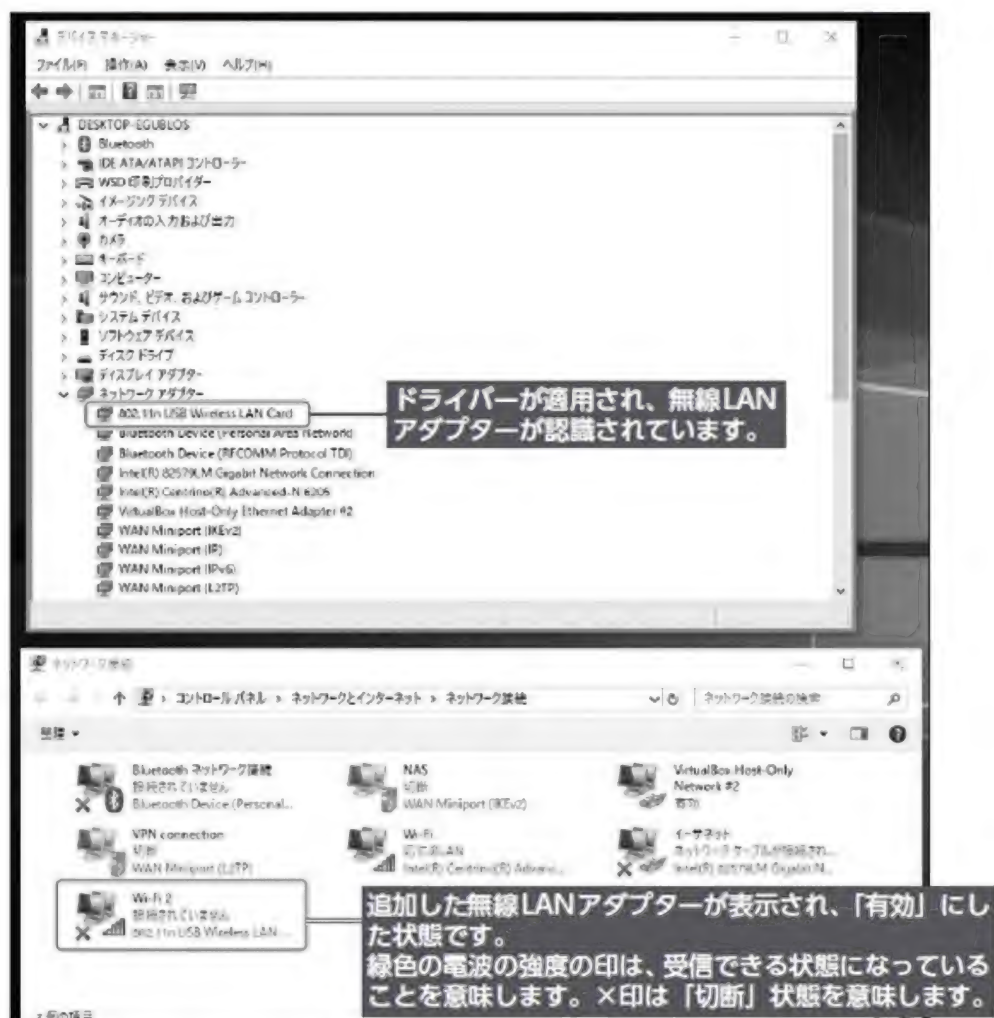 デバイス マネージャー
ファイル(F) 操作(A) 表示(V) ヘルプ(H)
DESKTOP-EGUBLOS
Bluetooth
IDE ATA/ATAPI コントローラー
WSD 印刷プロバイダー
イメージング デバイス
オーディオの入力および出力
カメラ
キーボード
コンピューター
サウンド、ビデオ、およびゲーム コントローラー
システム デバイス
ソフトウェア デバイス
ディスク ドライブ
ディスプレイ アダプター
ネットワーク アダプター
802.11n USB Wireless LAN Card
Bluetooth Device (Personal Area Network)
Bluetooth Device (RFCOMM Protocol TDI)
Intel(R) 82579LM Gigabit Network Connection
Intel(R) Centrino(R) Advanced-N 6205
VirtualBox Host-Only Ethernet Adapter #2
WAN Miniport (IKEv2)
WAN Miniport (IP)
WAN Miniport (IPv6)
WAN Miniport (L2TP)
ドライバーが適用され、無線LAN
アダプターが認識されています。
ネットワーク接続
コントロール パネル › ネットワークとインターネット › ネットワーク接続
ネットワーク接続の検索
整理
Bluetooth ネットワーク接続
接続されていません
Bluetooth Device (Personal...
NAS
切断
WAN Miniport (IKEv2)
VirtualBox Host-Only
Network #2
有効
VPN connection
切断
WAN Miniport (L2TP)
Wi-Fi
Intel(R) Centrino(R) Advanc...
イーサネット
ネットワーク ケーブルが接続され...
Intel(R) 82579LM Gigabit N...
Wi-Fi 2
接続されていません
802.11n USB Wireless LAN ...
追加した無線LANアダプターが表示され、「有効」にし
た状態です。
緑色の電波の強度の印は、受信できる状態になっている
ことを意味します。×印は「切断」状態を意味します。